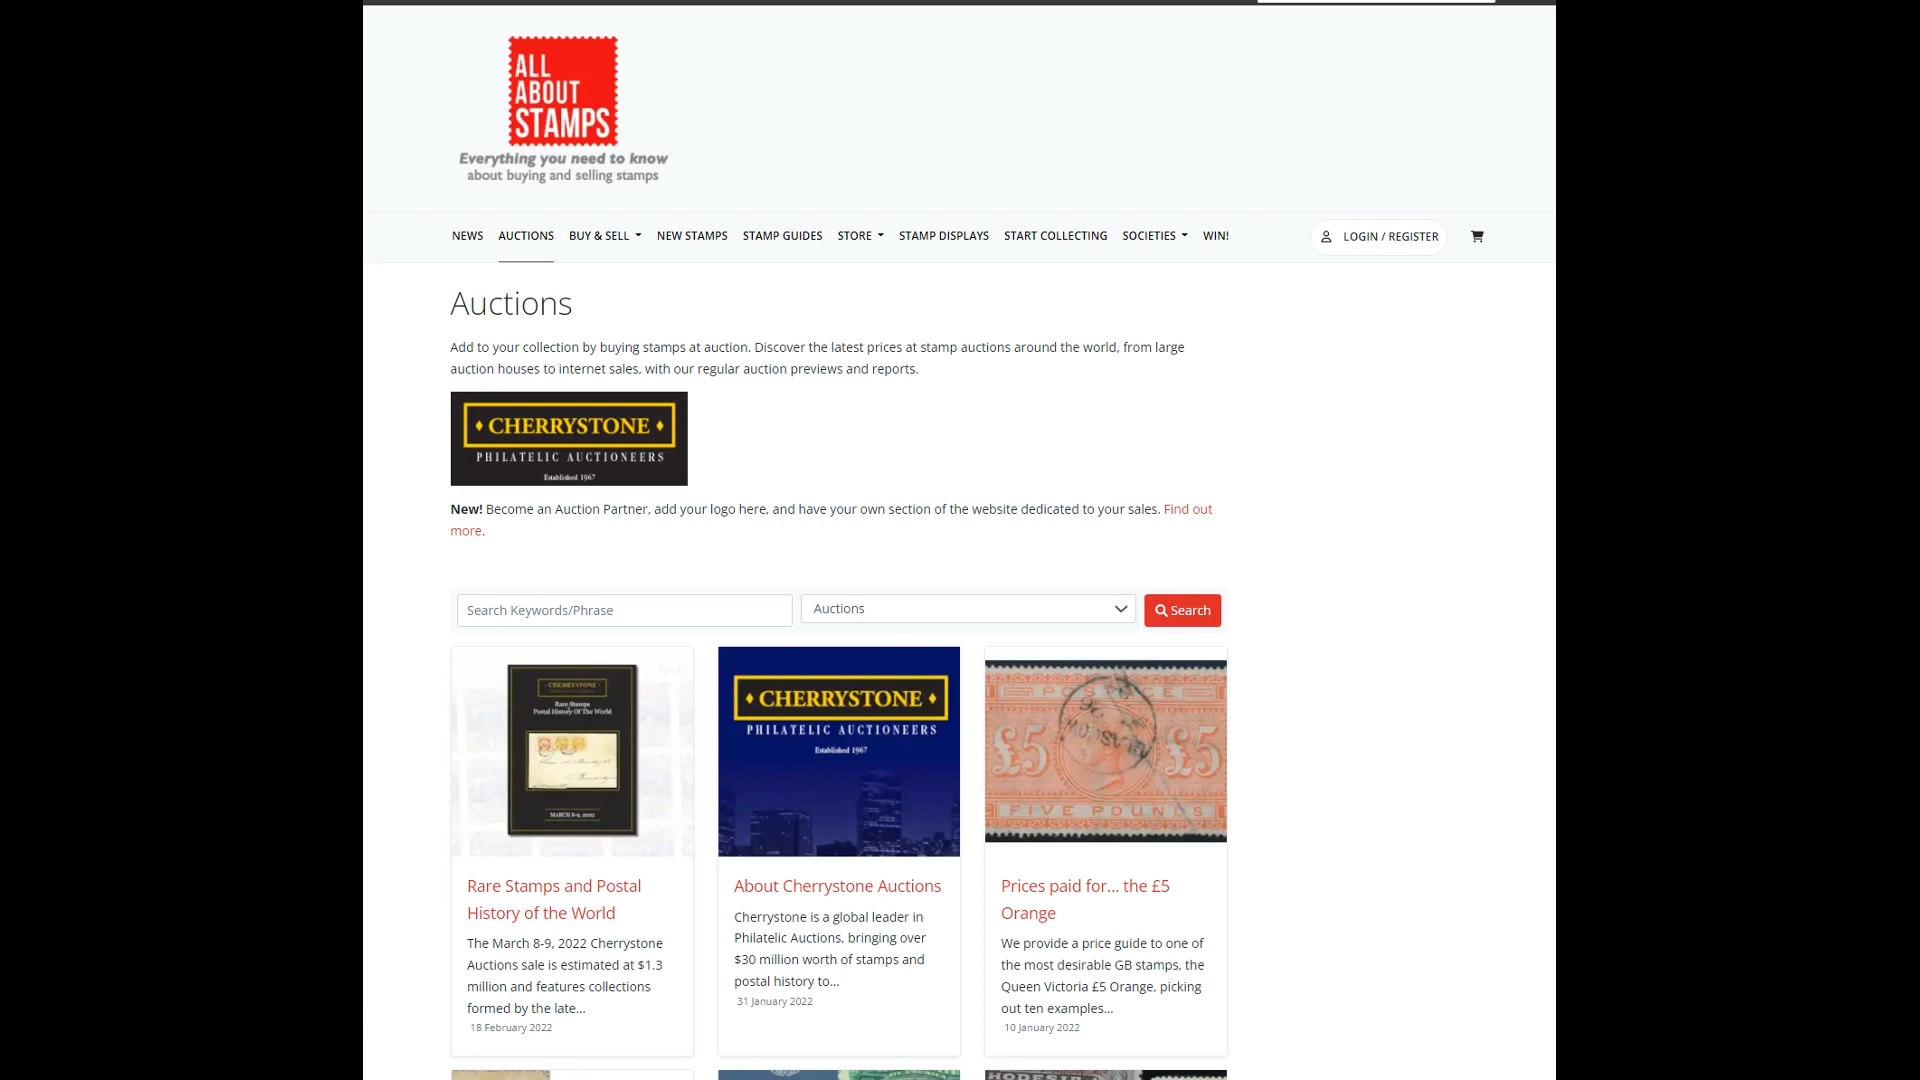 ALL
ABOUT
STAMPS
Everything you need to know
about buying and selling stamps
NEWS AUCTIONS BUY & SELL NEW STAMPS STAMP GUIDES STORE STAMP DISPLAYS START COLLECTING SOCIETIES WIN! LOGIN / REGISTER
Auctions
Add to your collection by buying stamps at auction. Discover the latest prices at stamp auctions around the world, from large
auction houses to internet sales, with our regular auction previews and reports.
CHERRYSTONE
PHILATELIC AUCTIONEERS
Established 1967
New! Become an Auction Partner, add your logo here, and have your own section of the website dedicated to your sales. Find out
more.
Search Keywords/Phrase Auctions Search
CHERRYSTONE
Rare Stamps
Postal History Of The World
MARCH 8-9, 2022
Rare Stamps and Postal
History of the World
The March 8-9, 2022 Cherrystone
Auctions sale is estimated at $1.3
million and features collections
formed by the late...
18 February 2022
CHERRYSTONE
PHILATELIC AUCTIONEERS
Established 1967
About Cherrystone Auctions
Cherrystone is a global leader in
Philatelic Auctions, bringing over
$30 million worth of stamps and
postal history to...
31 January 2022
POSTAGE
£5 £5
FIVE POUNDS
Prices paid for... the £5
Orange
We provide a price guide to one of
the most desirable GB stamps, the
Queen Victoria £5 Orange, picking
out ten examples...
10 January 2022
RHODESIA